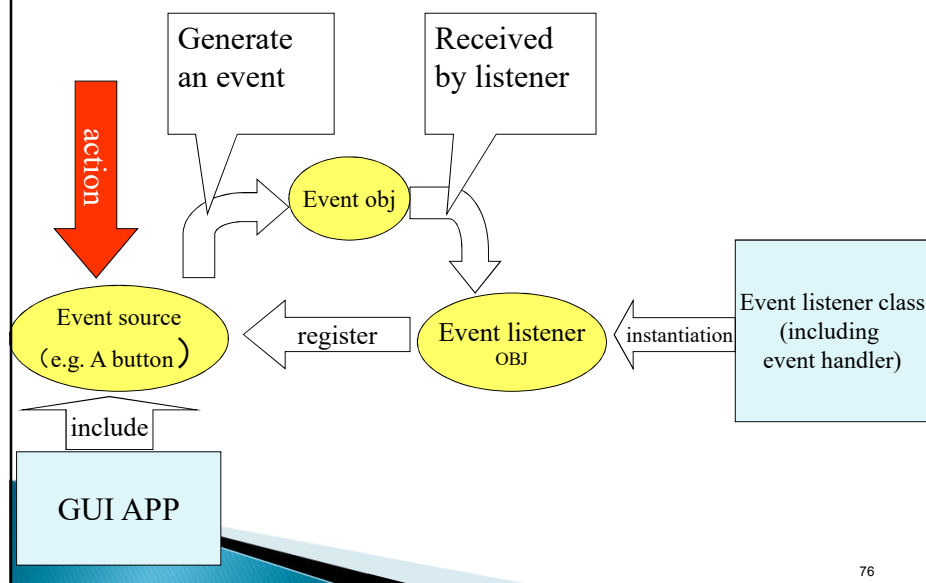 Generate
an event
Received
by listener
action
Event obj
Event source
（e.g. A button）
register
Event listener
OBJ
instantiation
Event listener class
(including
event handler)
include
GUI APP
76